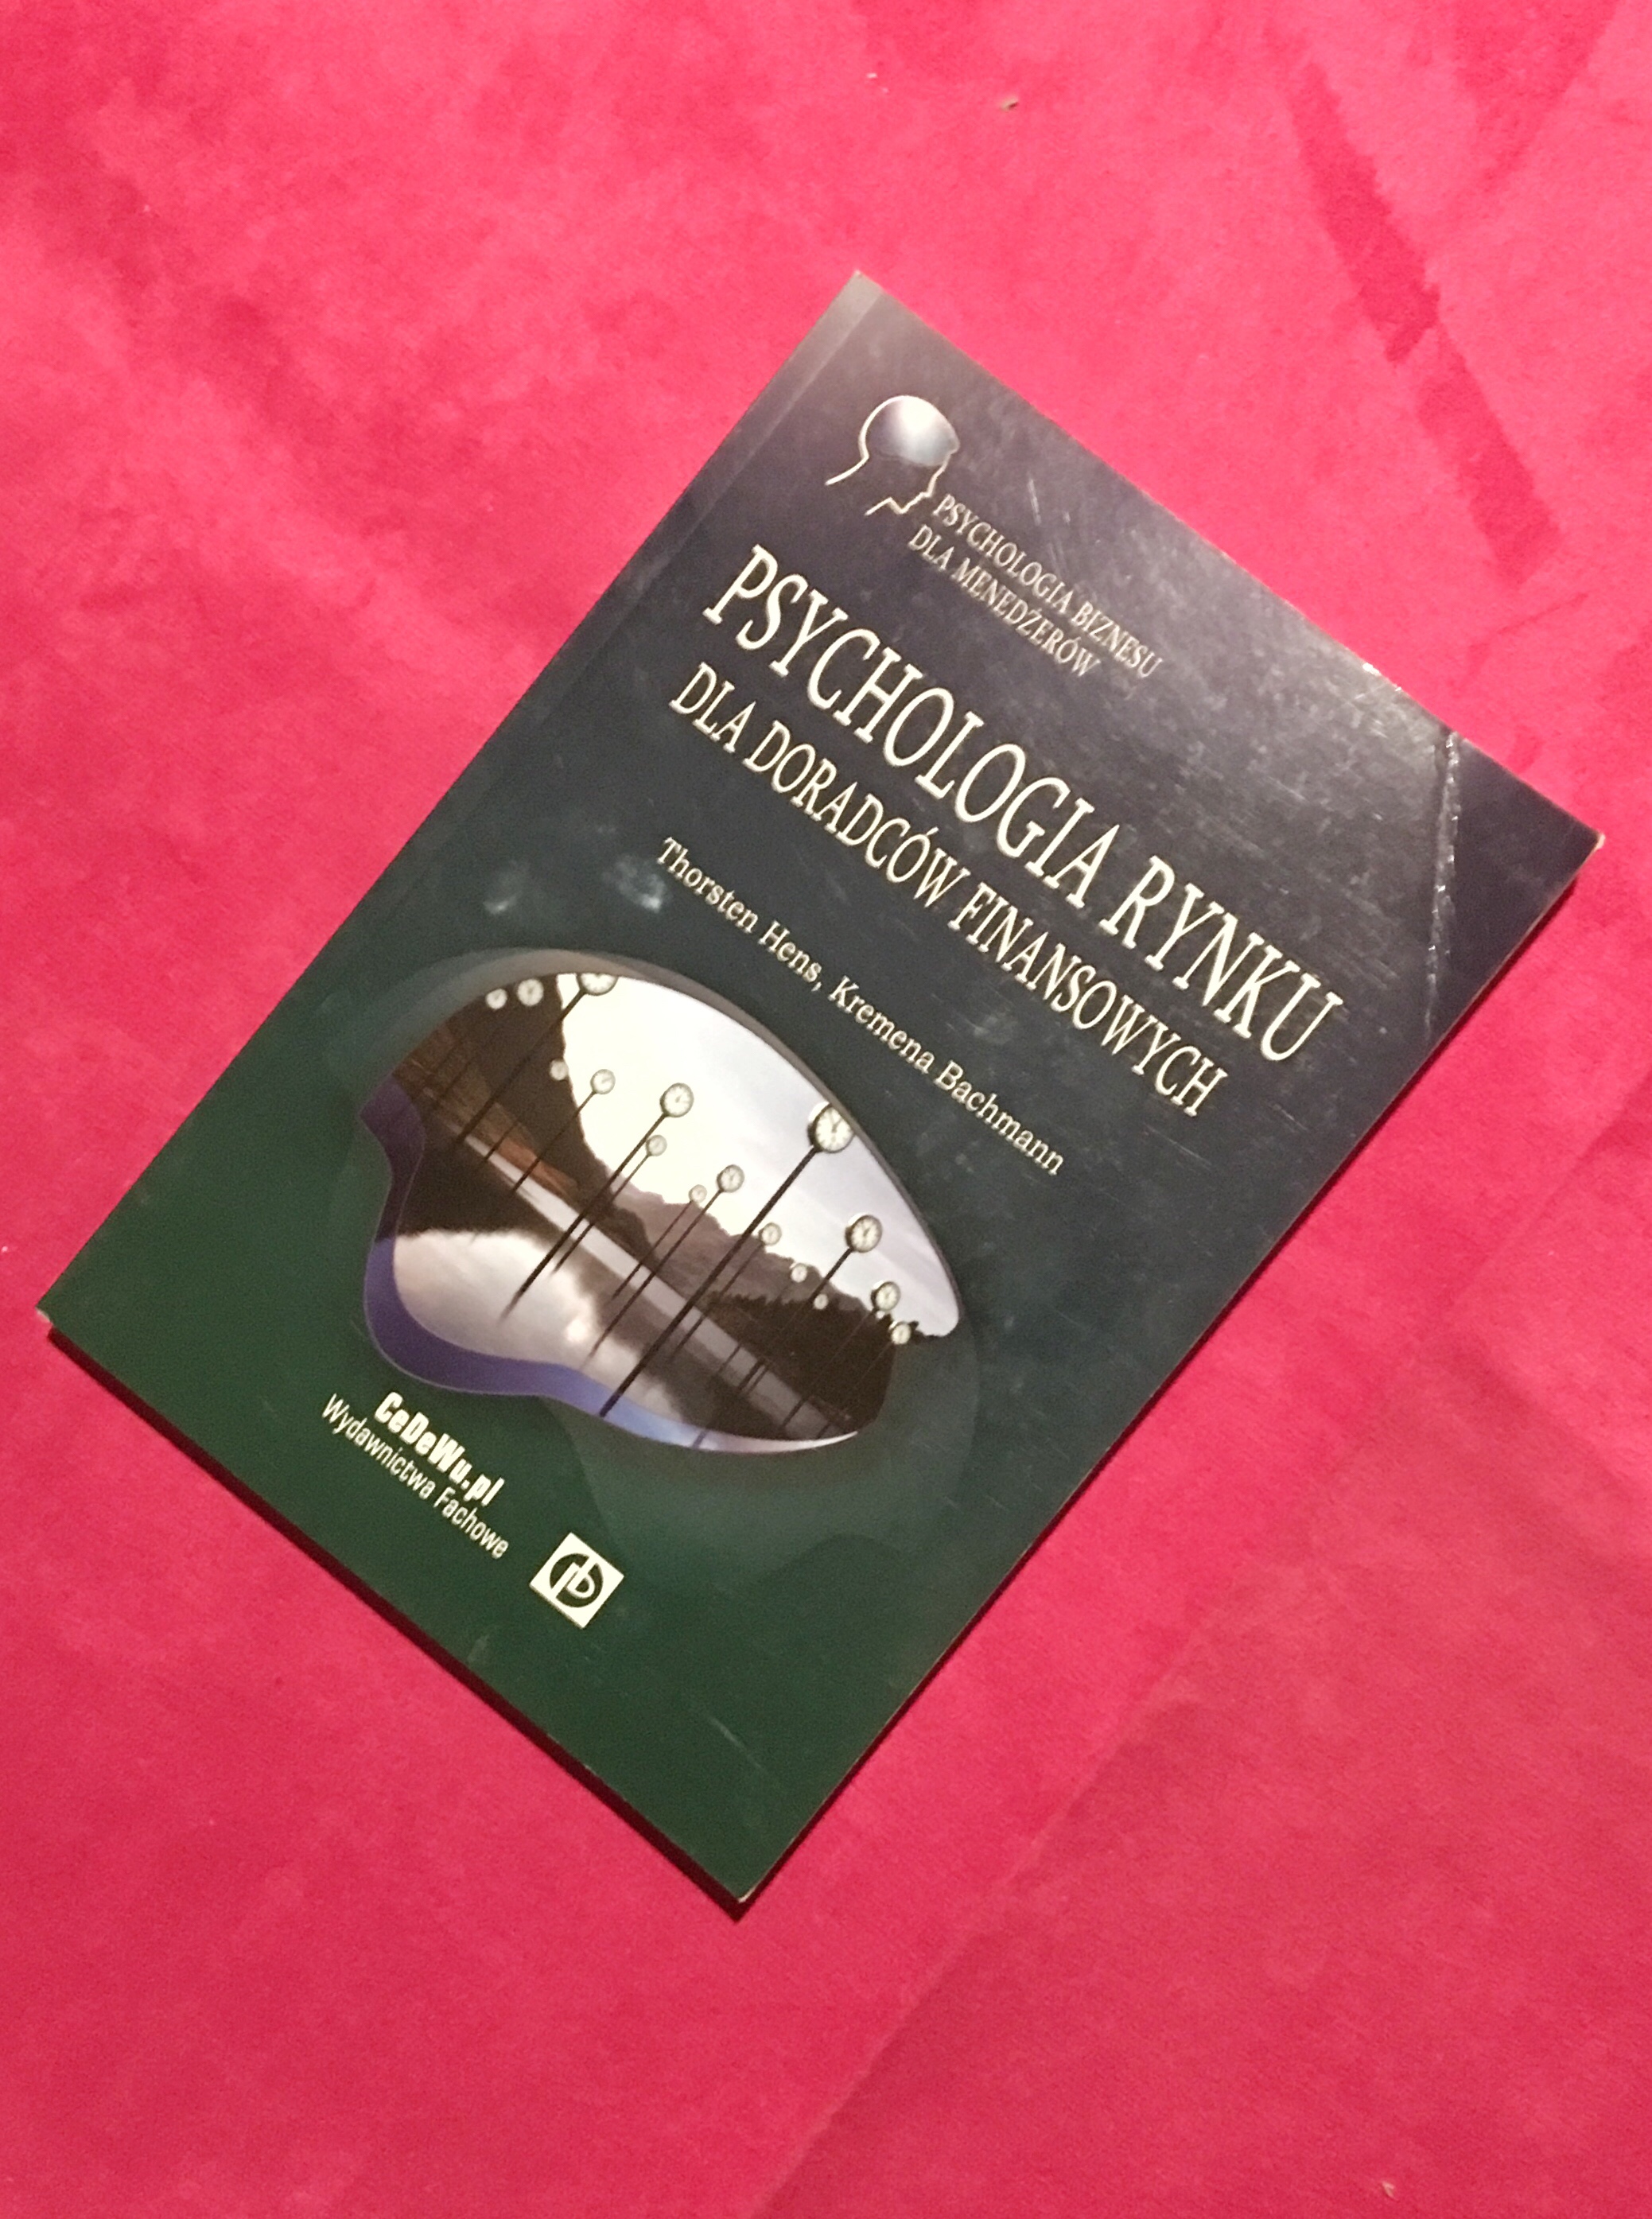 PSYCHOLOGIA BIZNESU
DLA MENEDŻERÓW
PSYCHOLOGIA RYNKU
DLA DORADCÓW FINANSOWYCH
Thorsten Hens, Kremena Bachmann
CeDeWu.pl
Wydawnictwa Fachowe